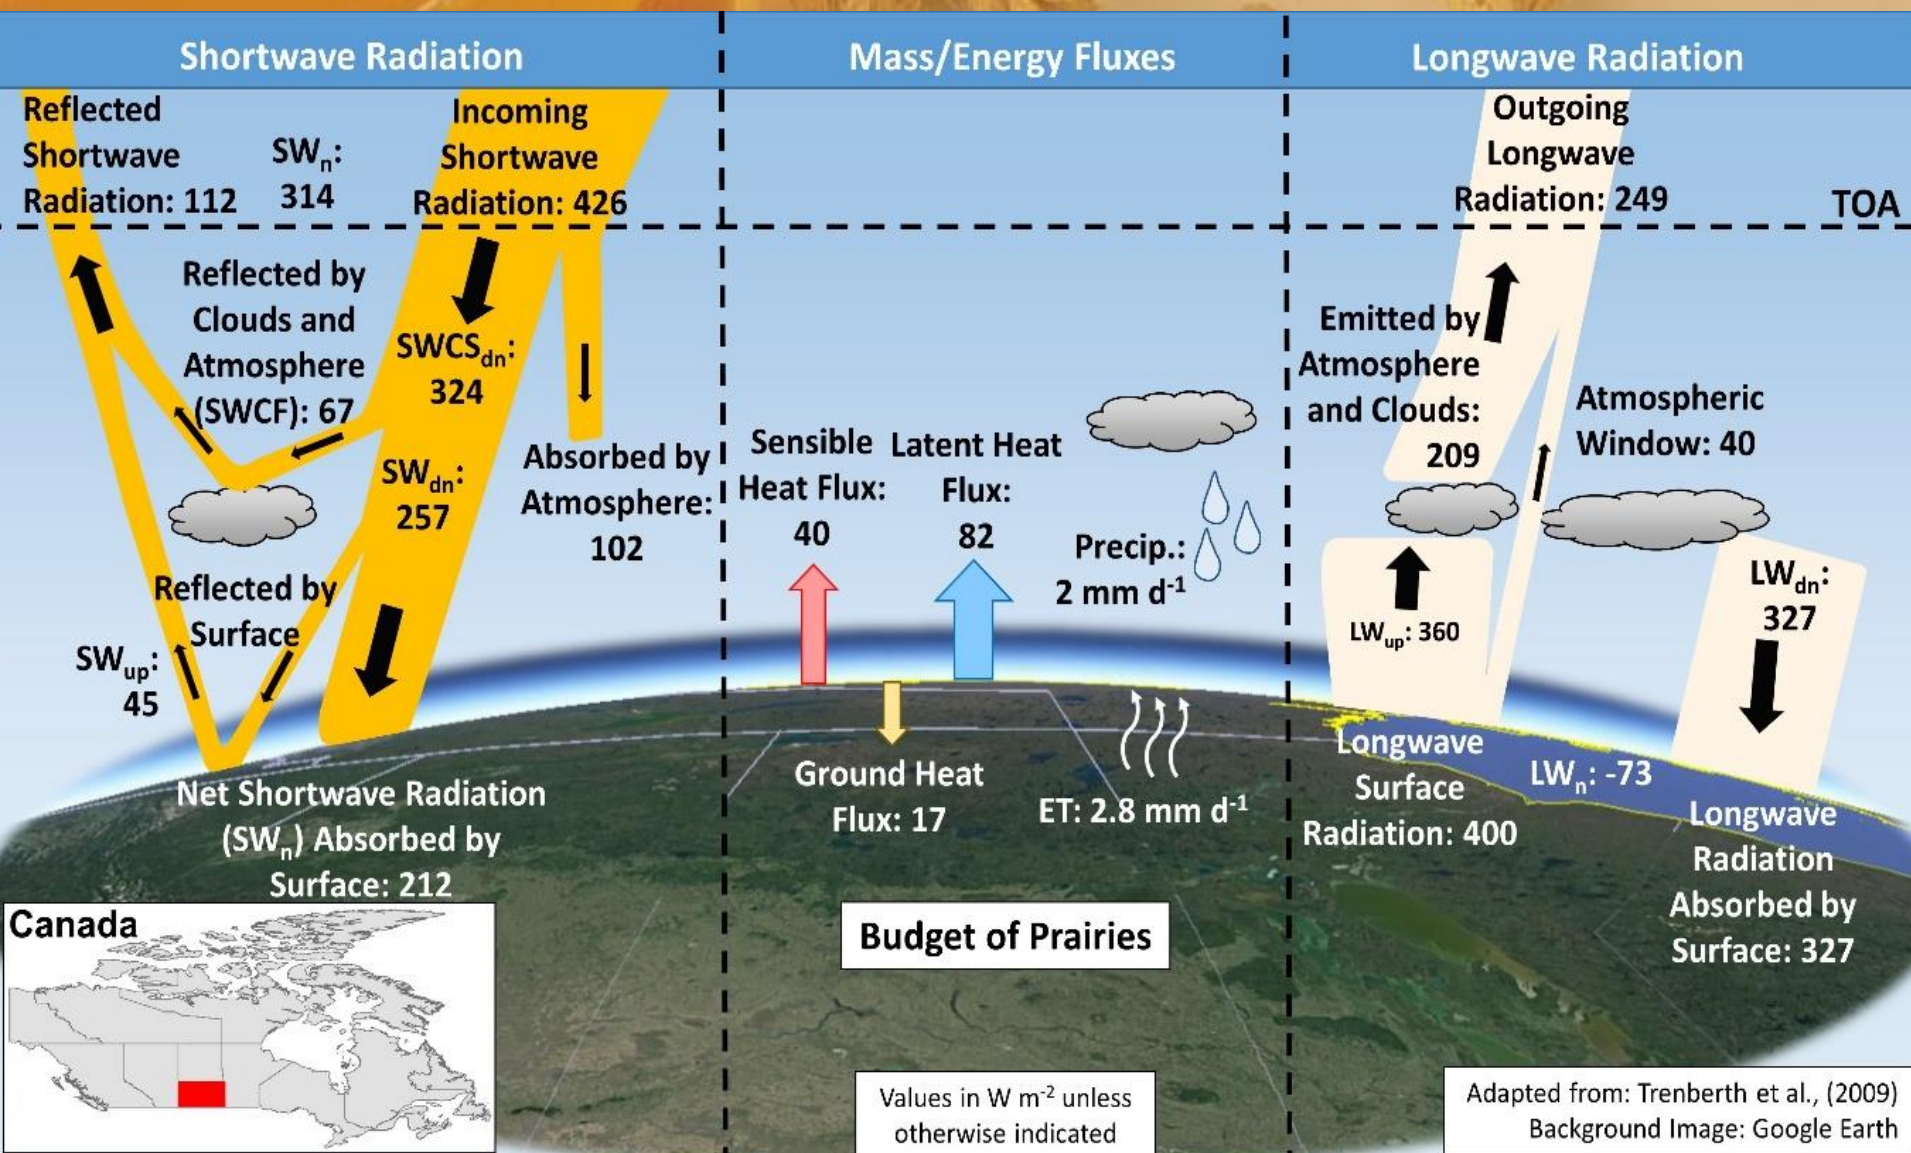 Shortwave Radiation
Reflected
Shortwave
Radiation: 112
SWₙ:
314
Incoming
Shortwave
Radiation: 426
Reflected by
Clouds and
Atmosphere
(SWCF): 67
SWCS_dn:
324
SW_dn:
257
Absorbed by
Atmosphere:
102
Reflected by
Surface
SW_up:
45
Net Shortwave Radiation
(SWₙ) Absorbed by
Surface: 212
Canada
Mass/Energy Fluxes
Sensible
Heat Flux:
40
Latent Heat
Flux:
82
Precip.:
2 mm d⁻¹
Ground Heat
Flux: 17
ET: 2.8 mm d⁻¹
Budget of Prairies
Values in W m⁻² unless
otherwise indicated
Longwave Radiation
Outgoing
Longwave
Radiation: 249
TOA
Emitted by
Atmosphere
and Clouds:
209
Atmospheric
Window: 40
LW_up: 360
LW_dn:
327
Longwave
Surface
Radiation: 400
LWₙ: -73
Longwave
Radiation
Absorbed by
Surface: 327
Adapted from: Trenberth et al., (2009)
Background Image: Google Earth